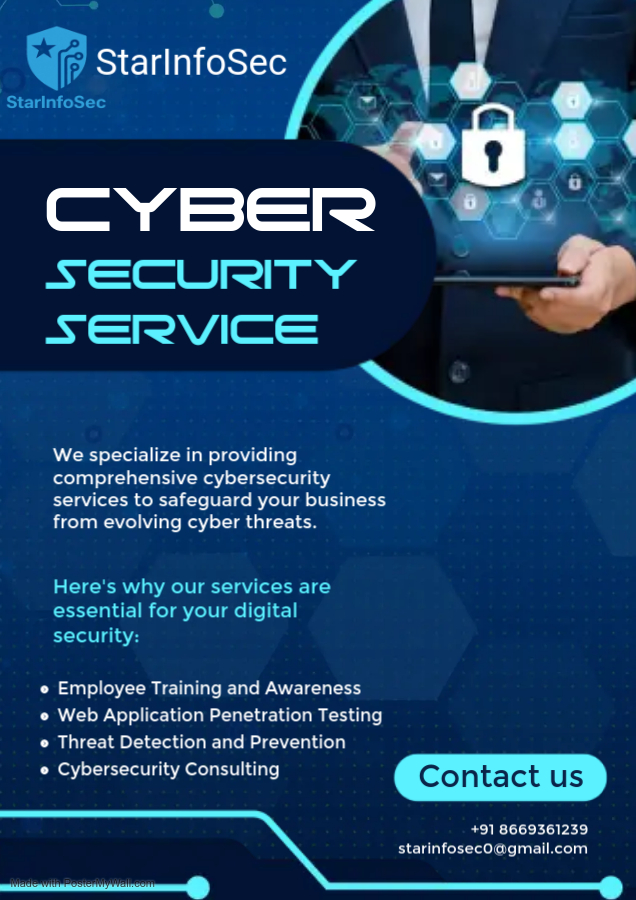 StarInfoSec
StarInfoSec
CYBER
SECURITY
SERVICE
We specialize in providing
comprehensive cybersecurity
services to safeguard your business
from evolving cyber threats.
Here's why our services are
essential for your digital
security:
Employee Training and Awareness
Web Application Penetration Testing
Threat Detection and Prevention
Cybersecurity Consulting
Contact us
+91 8669361239
starinfosec0@gmail.com
Made with PosterMyWall.com